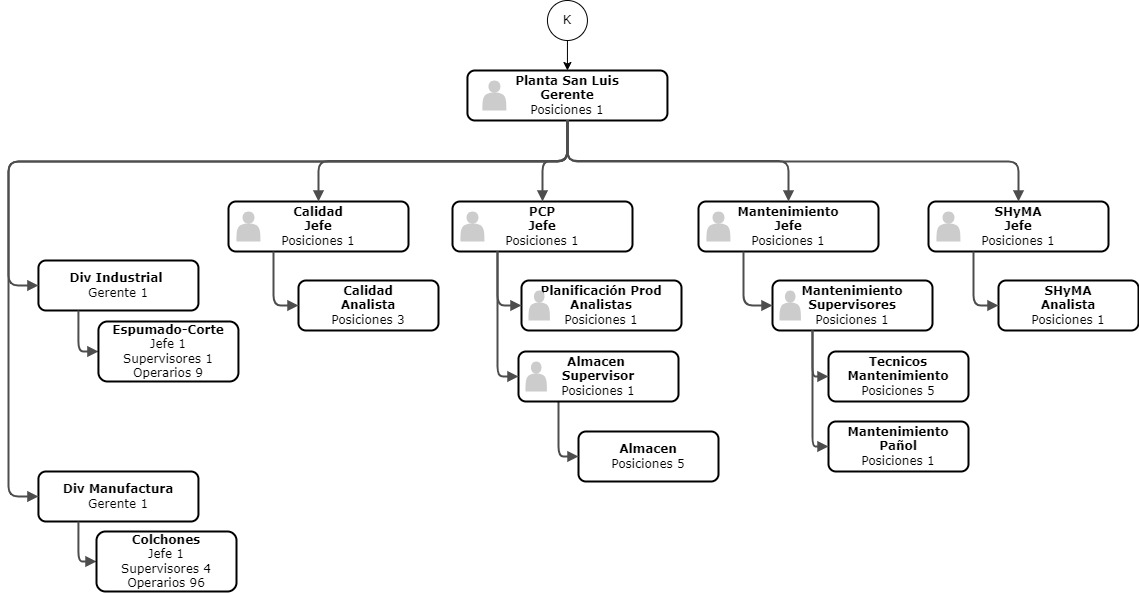 K
Planta San Luis
Gerente
Posiciones 1
Calidad
Jefe
Posiciones 1
PCP
Jefe
Posiciones 1
Mantenimiento
Jefe
Posiciones 1
SHyMA
Jefe
Posiciones 1
Div Industrial
Gerente 1
Espumado-Corte
Jefe 1
Supervisores 1
Operarios 9
Calidad
Analista
Posiciones 3
Planificación Prod
Analistas
Posiciones 1
Almacen
Supervisor
Posiciones 1
Almacen
Posiciones 5
Mantenimiento
Supervisores
Posiciones 1
Tecnicos
Mantenimiento
Posiciones 5
Mantenimiento
Pañol
Posiciones 1
SHyMA
Analista
Posiciones 1
Div Manufactura
Gerente 1
Colchones
Jefe 1
Supervisores 4
Operarios 96